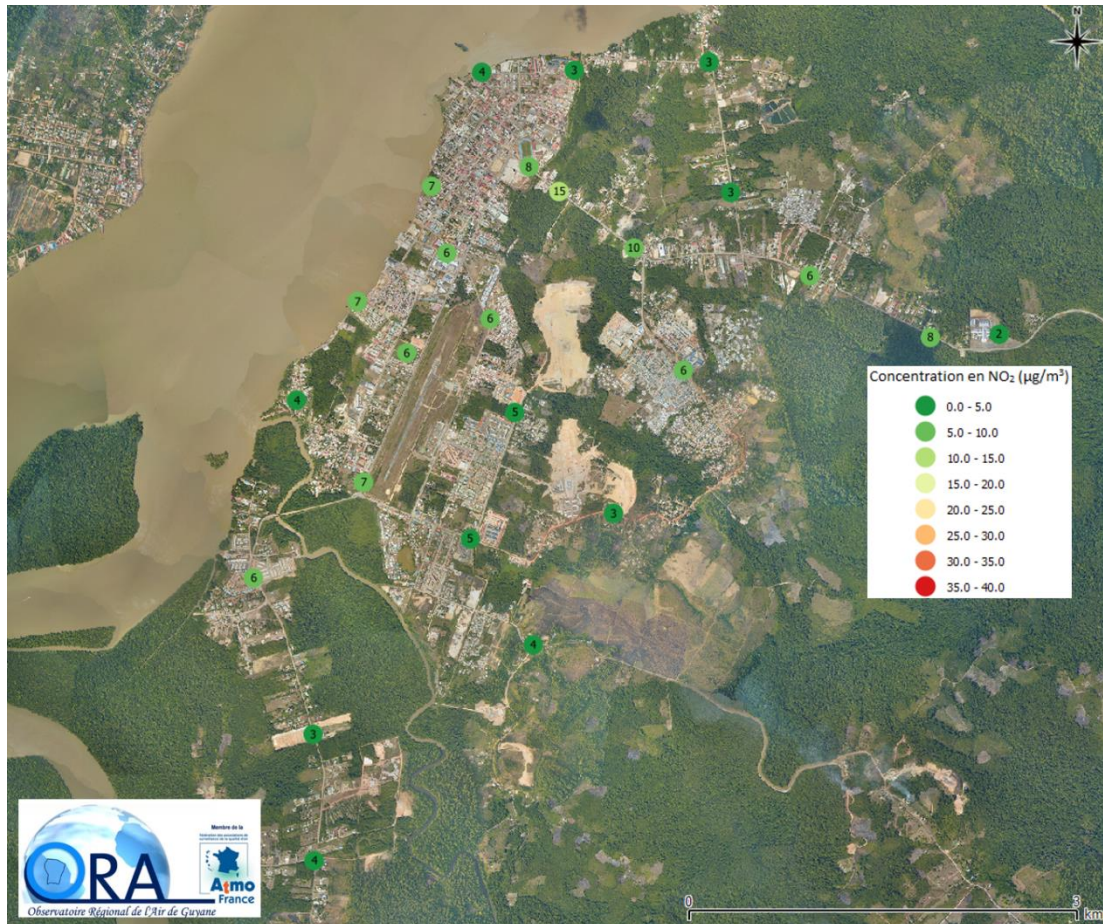 N
4
3
3
8
7
15
3
10
6
6
7
6
8
2
6
6
4
5
7
3
5
6
4
3
4
Concentration en NO₂ (µg/m³)
0.0 - 5.0
5.0 - 10.0
10.0 - 15.0
15.0 - 20.0
20.0 - 25.0
25.0 - 30.0
30.0 - 35.0
35.0 - 40.0
ORA
Observatoire Régional de l'Air de Guyane
Membre de la
Atmo
France
0 3
km